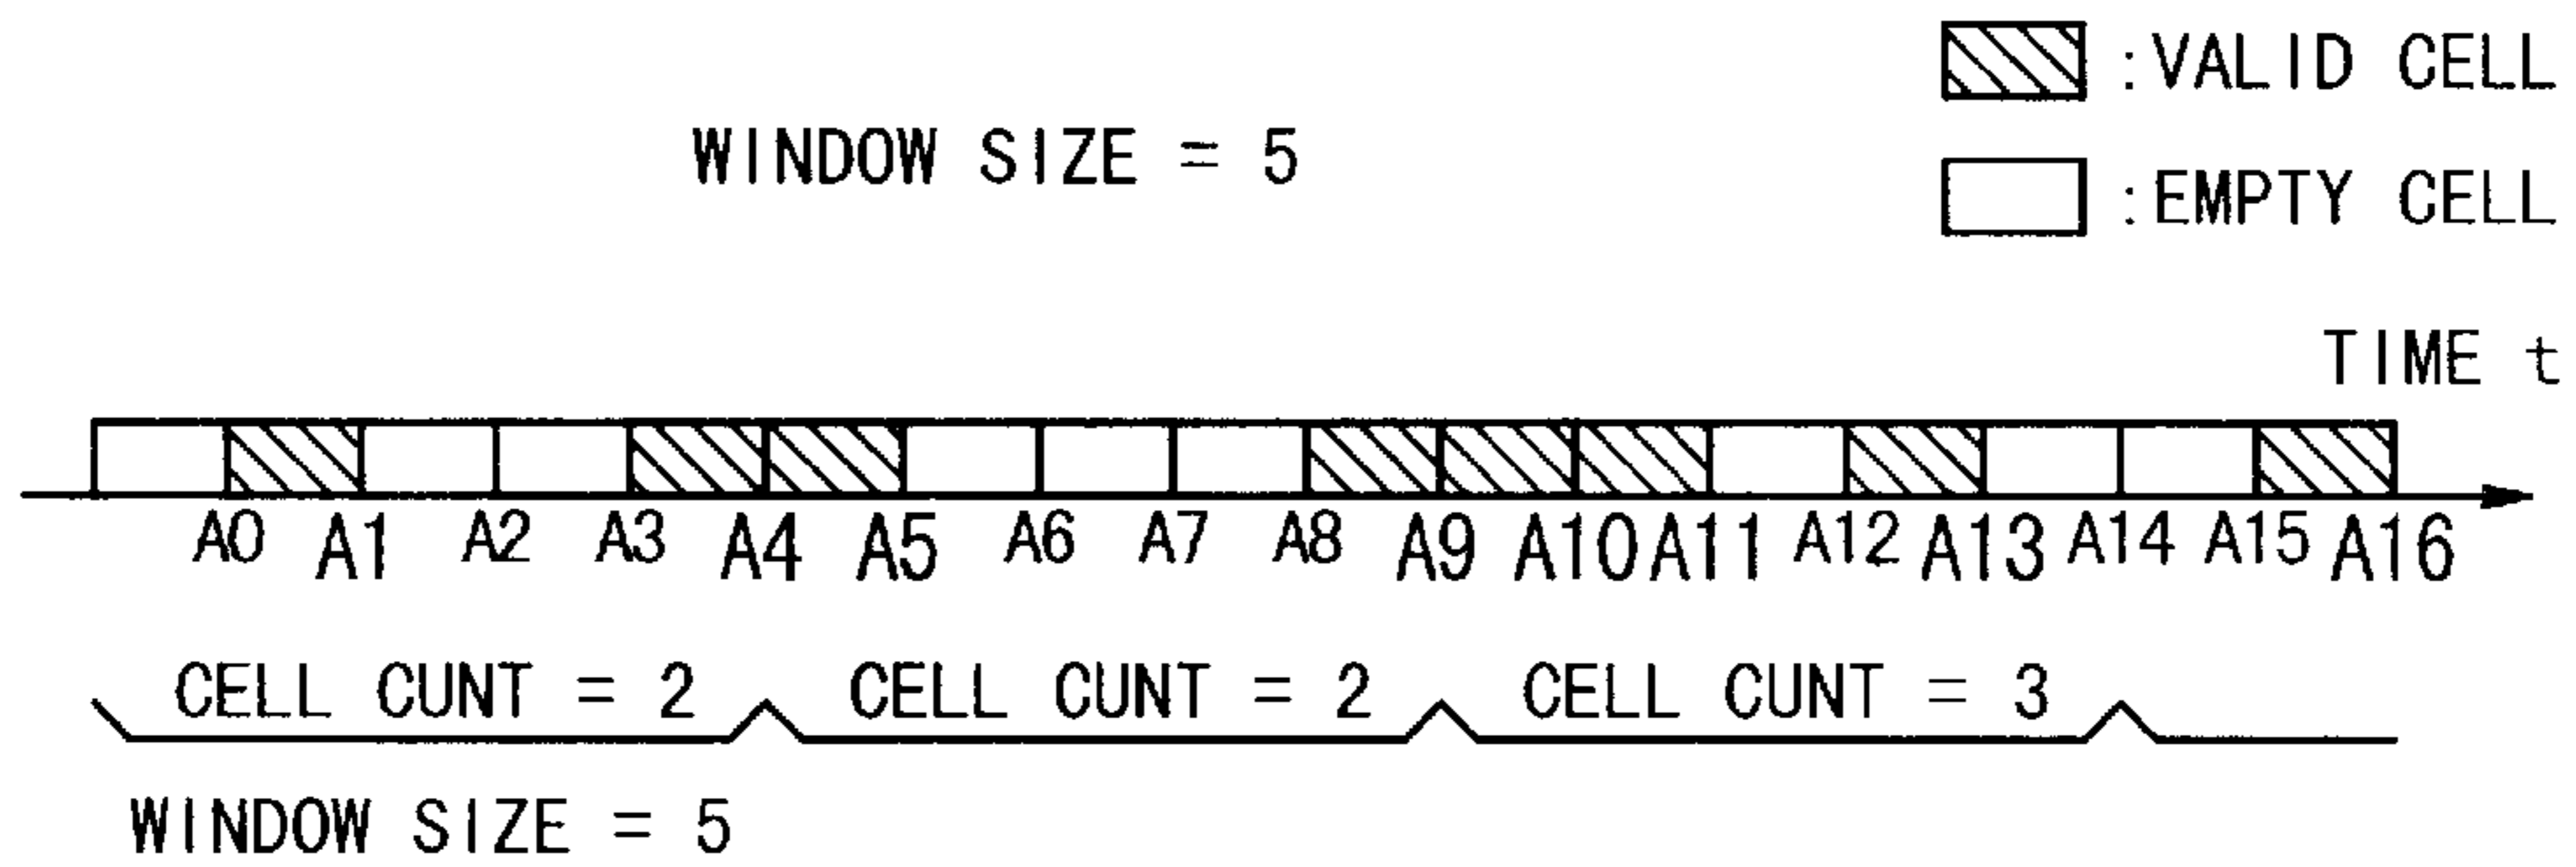 :VALID CELL
WINDOW SIZE = 5
:EMPTY CELL
TIME t
A0 A1 A2 A3 A4 A5 A6 A7 A8 A9 A10 A11 A12 A13 A14 A15 A16
CELL CUNT = 2 CELL CUNT = 2 CELL CUNT = 3
WINDOW SIZE = 5